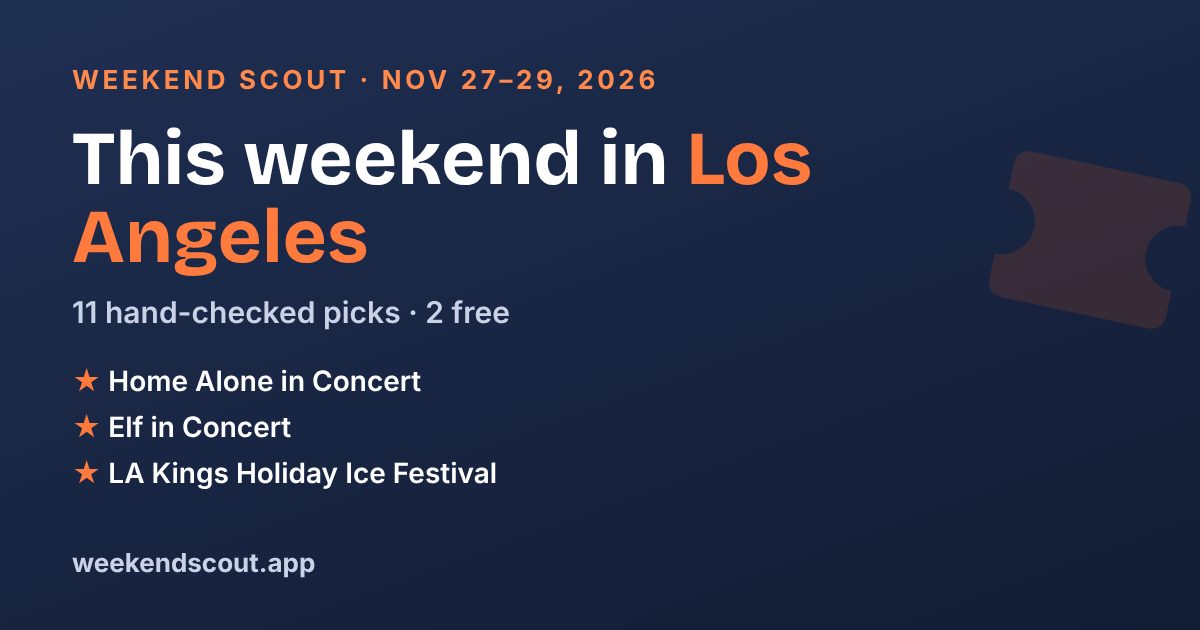 WEEKEND SCOUT · NOV 27–29, 2026
This weekend in Los
Angeles
11 hand-checked picks · 2 free
★ Home Alone in Concert
★ Elf in Concert
★ LA Kings Holiday Ice Festival
weekendscout.app